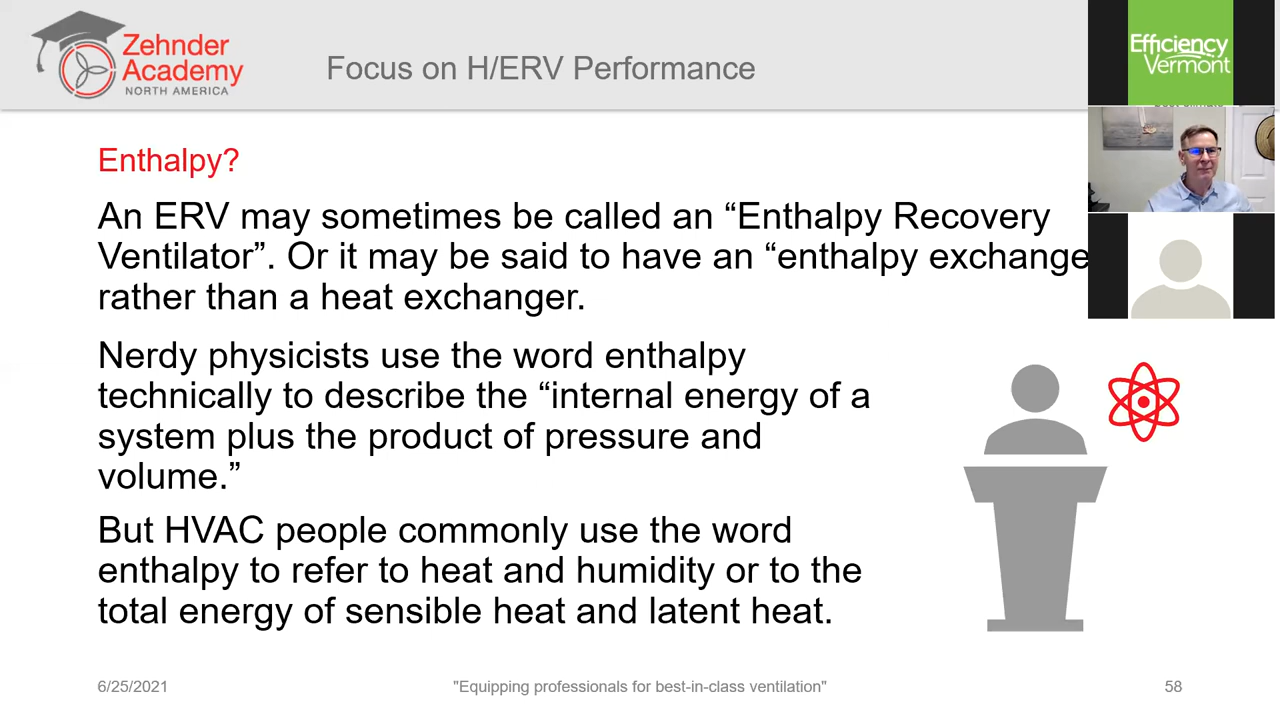 Zehnder
Academy
NORTH AMERICA
Focus on H/ERV Performance
Efficiency
Vermont
Enthalpy?
An ERV may sometimes be called an “Enthalpy Recovery
Ventilator”. Or it may be said to have an “enthalpy exchange
rather than a heat exchanger.
Nerdy physicists use the word enthalpy
technically to describe the “internal energy of a
system plus the product of pressure and
volume.”
But HVAC people commonly use the word
enthalpy to refer to heat and humidity or to the
total energy of sensible heat and latent heat.
6/25/2021
"Equipping professionals for best-in-class ventilation"
58